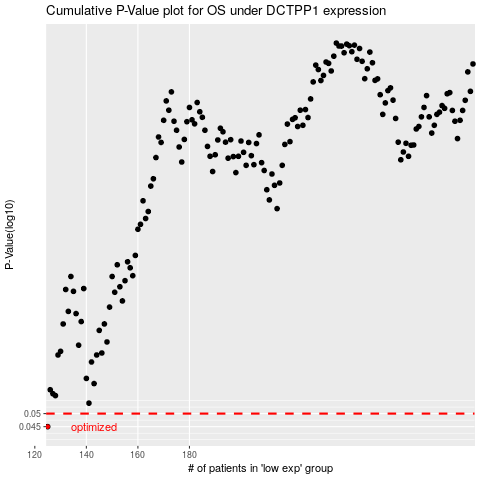 Cumulative P-Value plot for OS under DCTPP1 expression
P-Value(log10)
0.05
0.045
optimized
120 140 160 180
# of patients in 'low exp' group